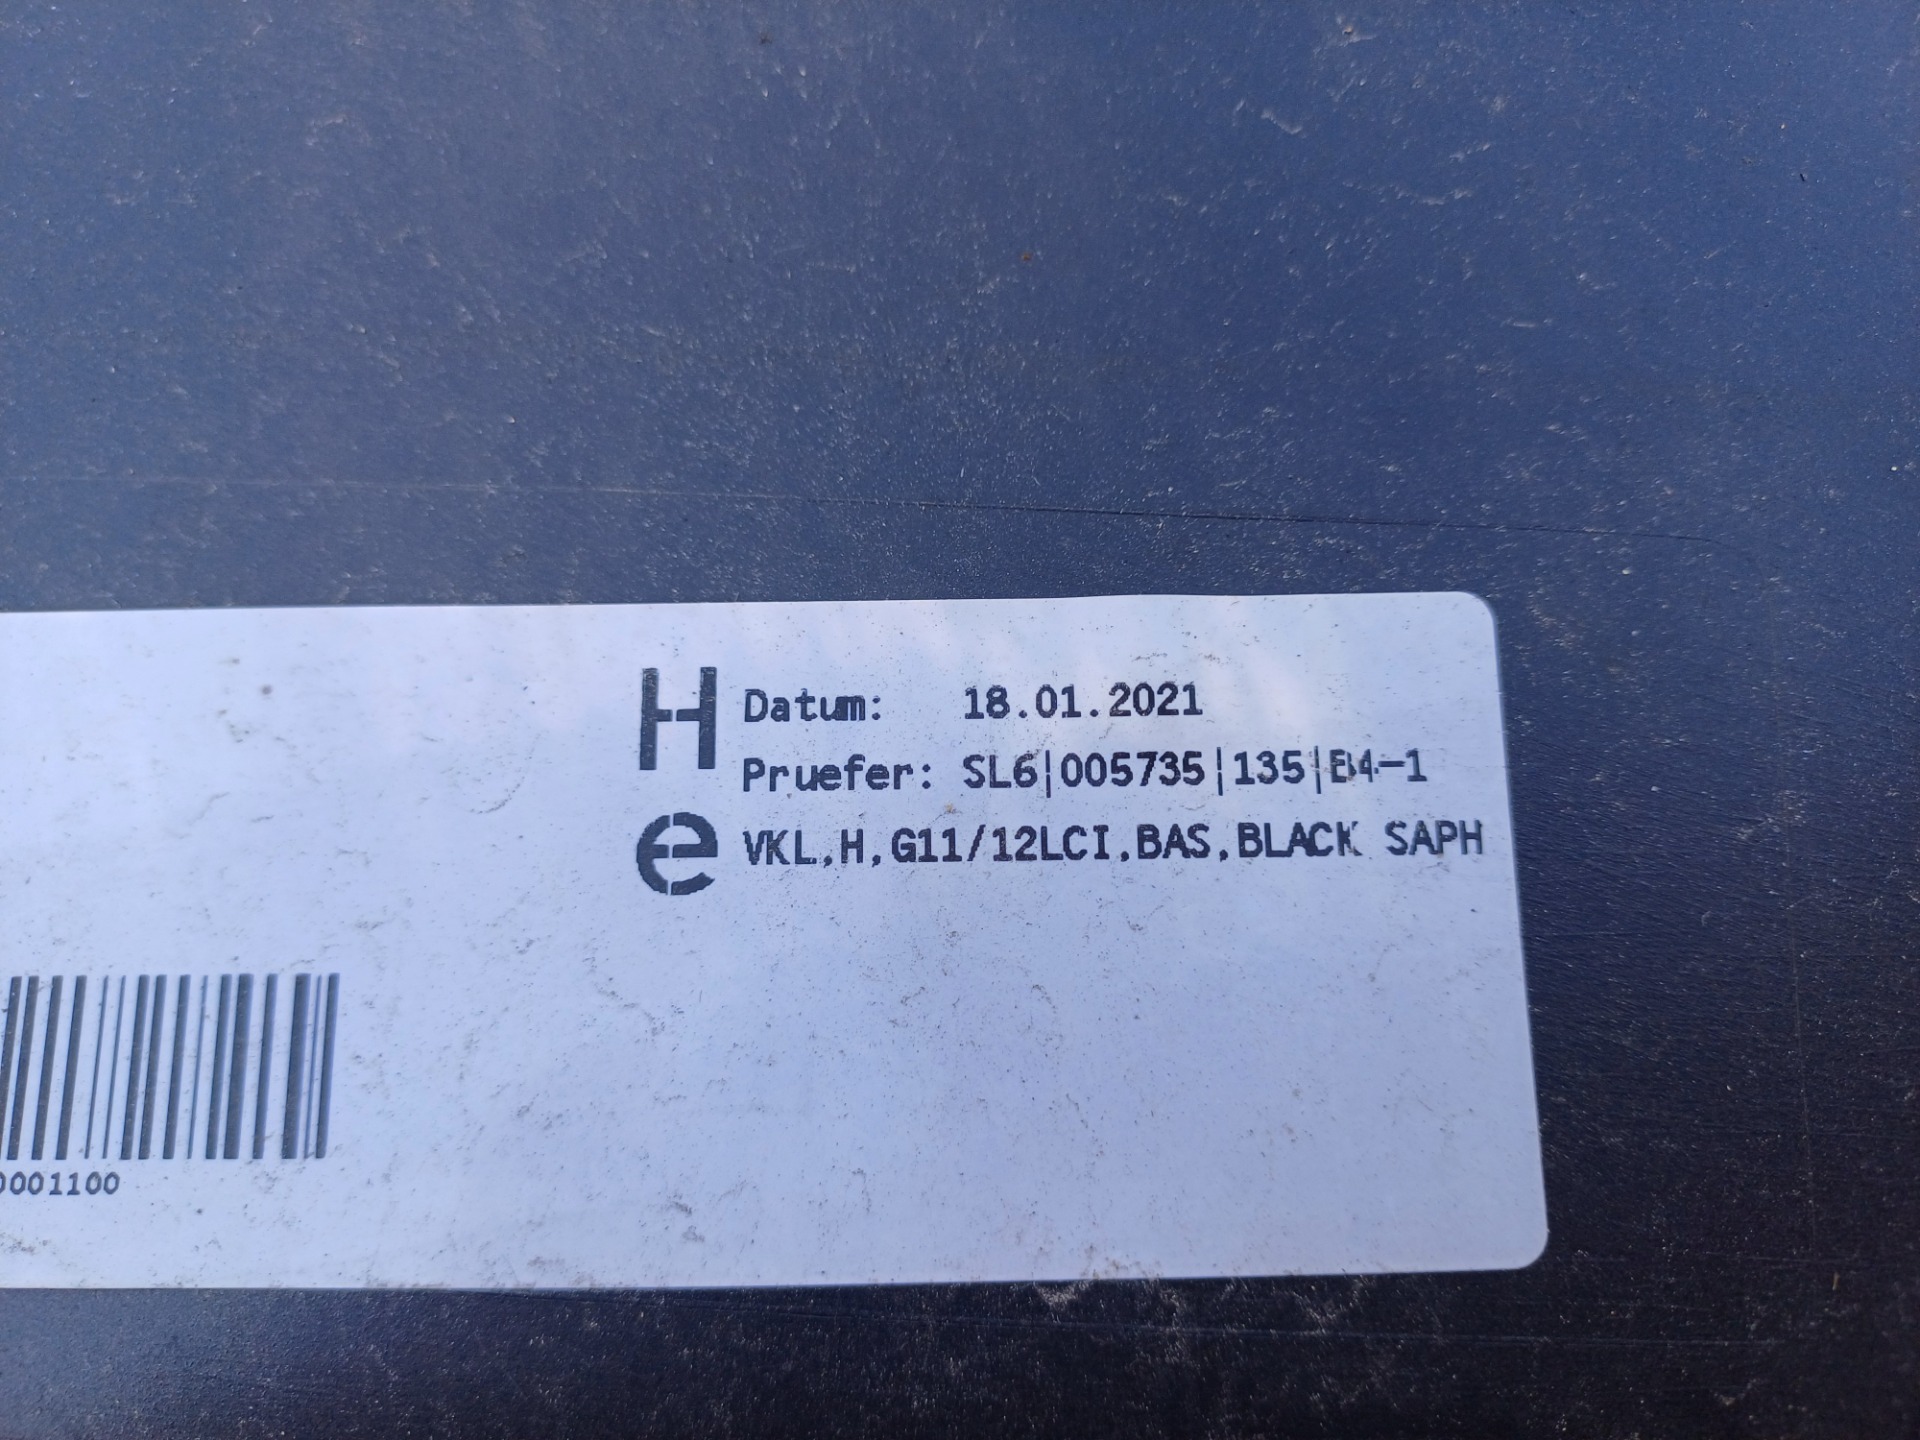 H Datum: 18.01.2021
Pruefer: SL6|005735|135|B4-1
e VKL,H,G11/12LCI,BAS,BLACK SAPH
0001100